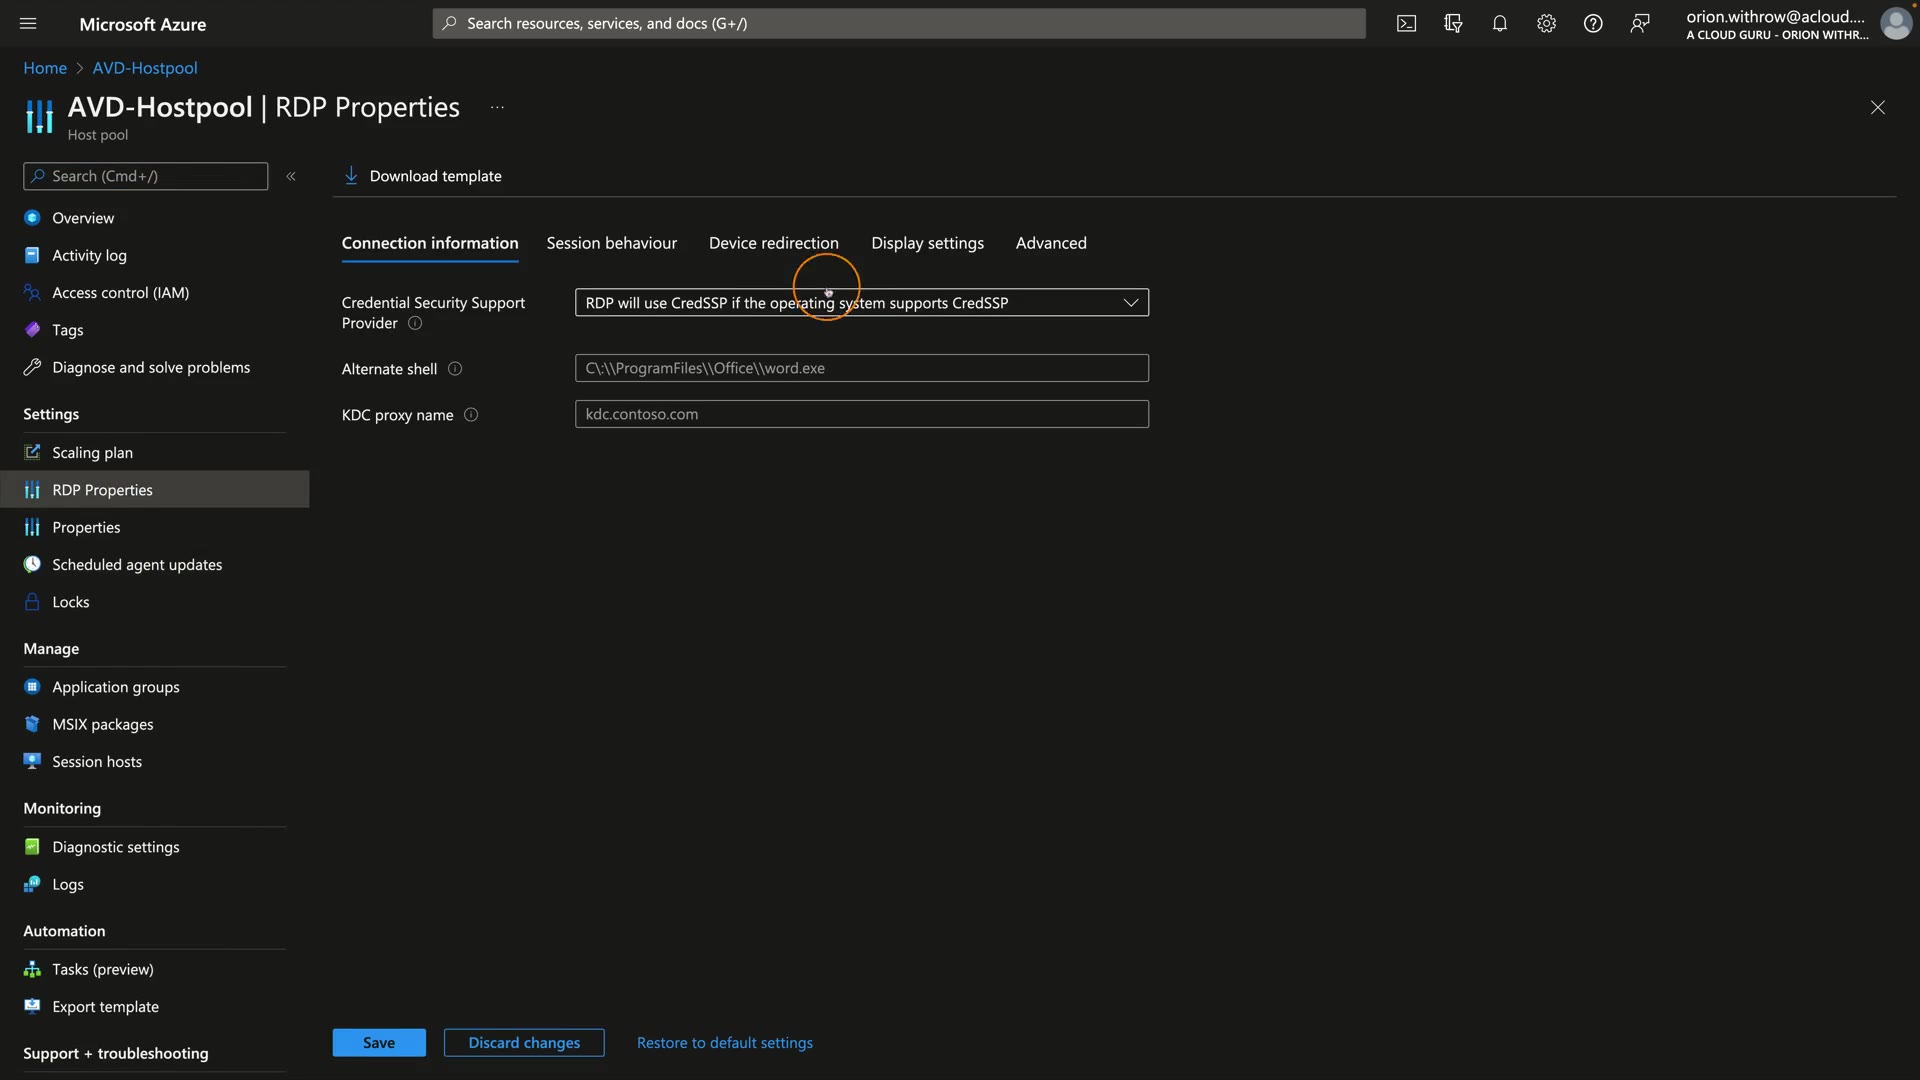 Microsoft Azure
Search resources, services, and docs (G+/)
orion.withrow@acloud....
A CLOUD GURU - ORION WITHR...
Home > AVD-Hostpool
AVD-Hostpool | RDP Properties ...
Host pool
Search (Cmd+/)
«
Download template
Overview
Activity log
Access control (IAM)
Tags
Diagnose and solve problems
Settings
Scaling plan
RDP Properties
Properties
Scheduled agent updates
Locks
Manage
Application groups
MSIX packages
Session hosts
Monitoring
Diagnostic settings
Logs
Automation
Tasks (preview)
Export template
Support + troubleshooting
Connection information Session behaviour Device redirection Display settings Advanced
Credential Security Support
Provider
RDP will use CredSSP if the operating system supports CredSSP
Alternate shell
C\:\\ProgramFiles\\Office\\word.exe
KDC proxy name
kdc.contoso.com
Save Discard changes Restore to default settings